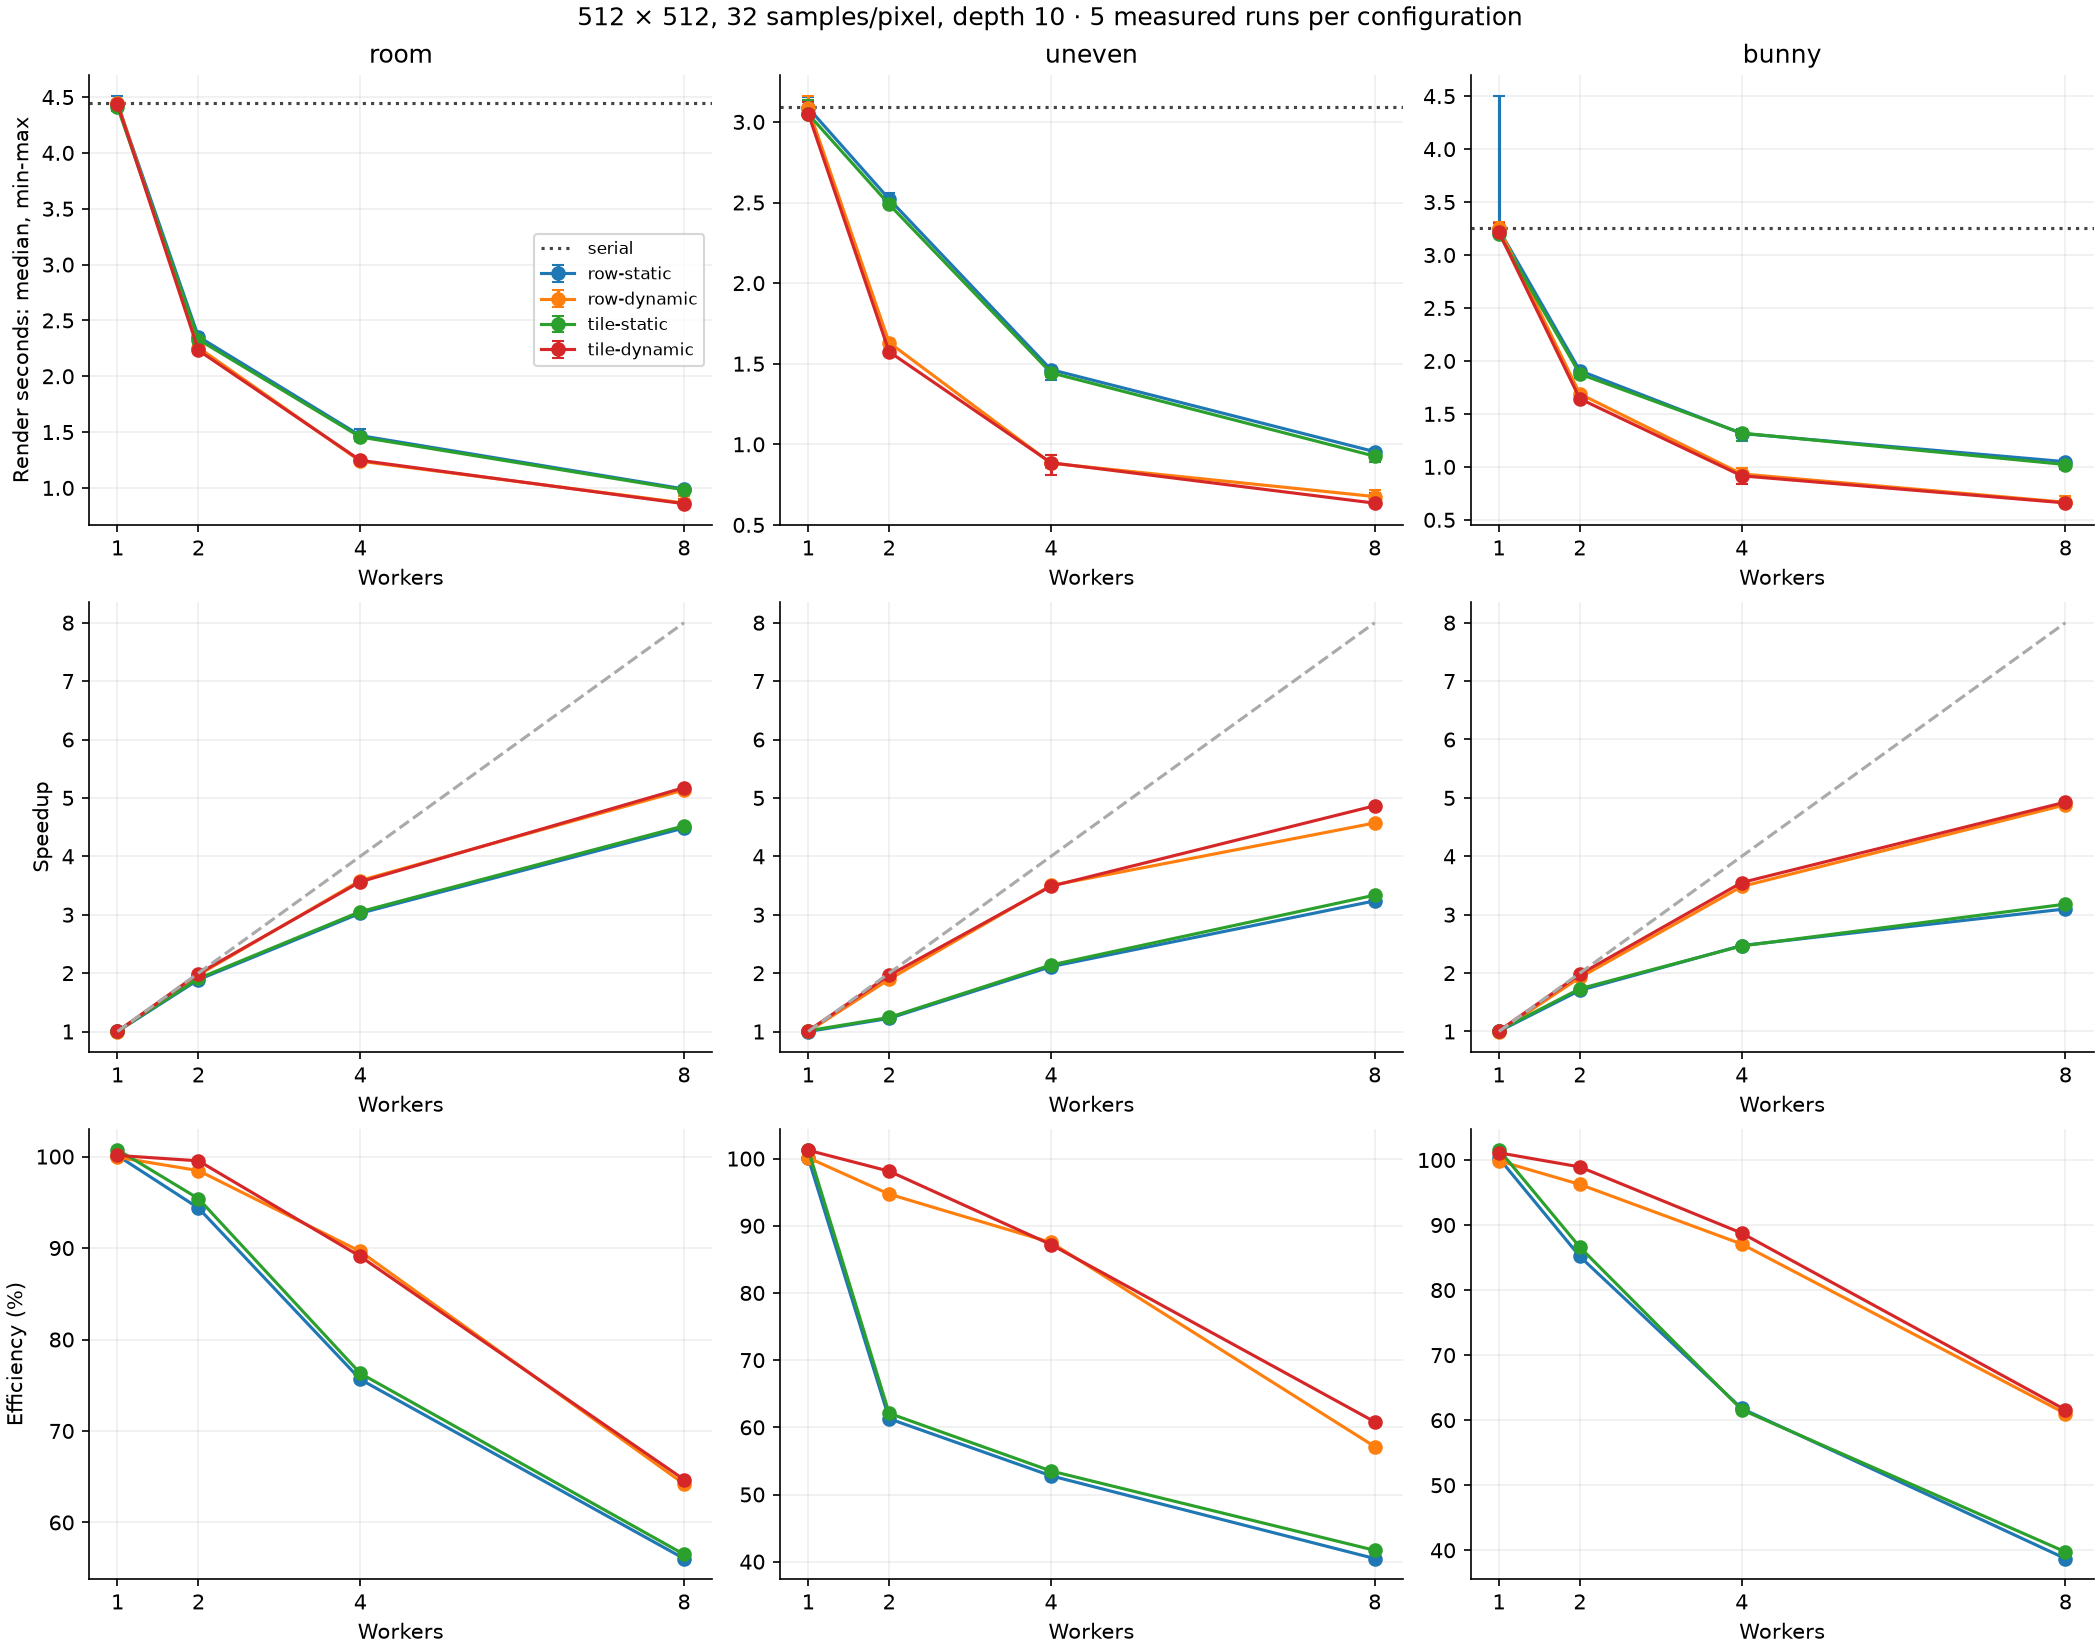 512 × 512, 32 samples/pixel, depth 10 · 5 measured runs per configuration
room
uneven
bunny
Render seconds: median, min-max
4.5
4.0
3.5
3.0
2.5
2.0
1.5
1.0
serial
row-static
row-dynamic
tile-static
tile-dynamic
1 2 4 8
Workers
3.0
2.5
2.0
1.5
1.0
0.5
1 2 4 8
Workers
4.5
4.0
3.5
3.0
2.5
2.0
1.5
1.0
0.5
1 2 4 8
Workers
Speedup
8
7
6
5
4
3
2
1
1 2 4 8
Workers
8
7
6
5
4
3
2
1
1 2 4 8
Workers
8
7
6
5
4
3
2
1
1 2 4 8
Workers
Efficiency (%)
100
90
80
70
60
1 2 4 8
Workers
100
90
80
70
60
50
40
1 2 4 8
Workers
100
90
80
70
60
50
40
1 2 4 8
Workers